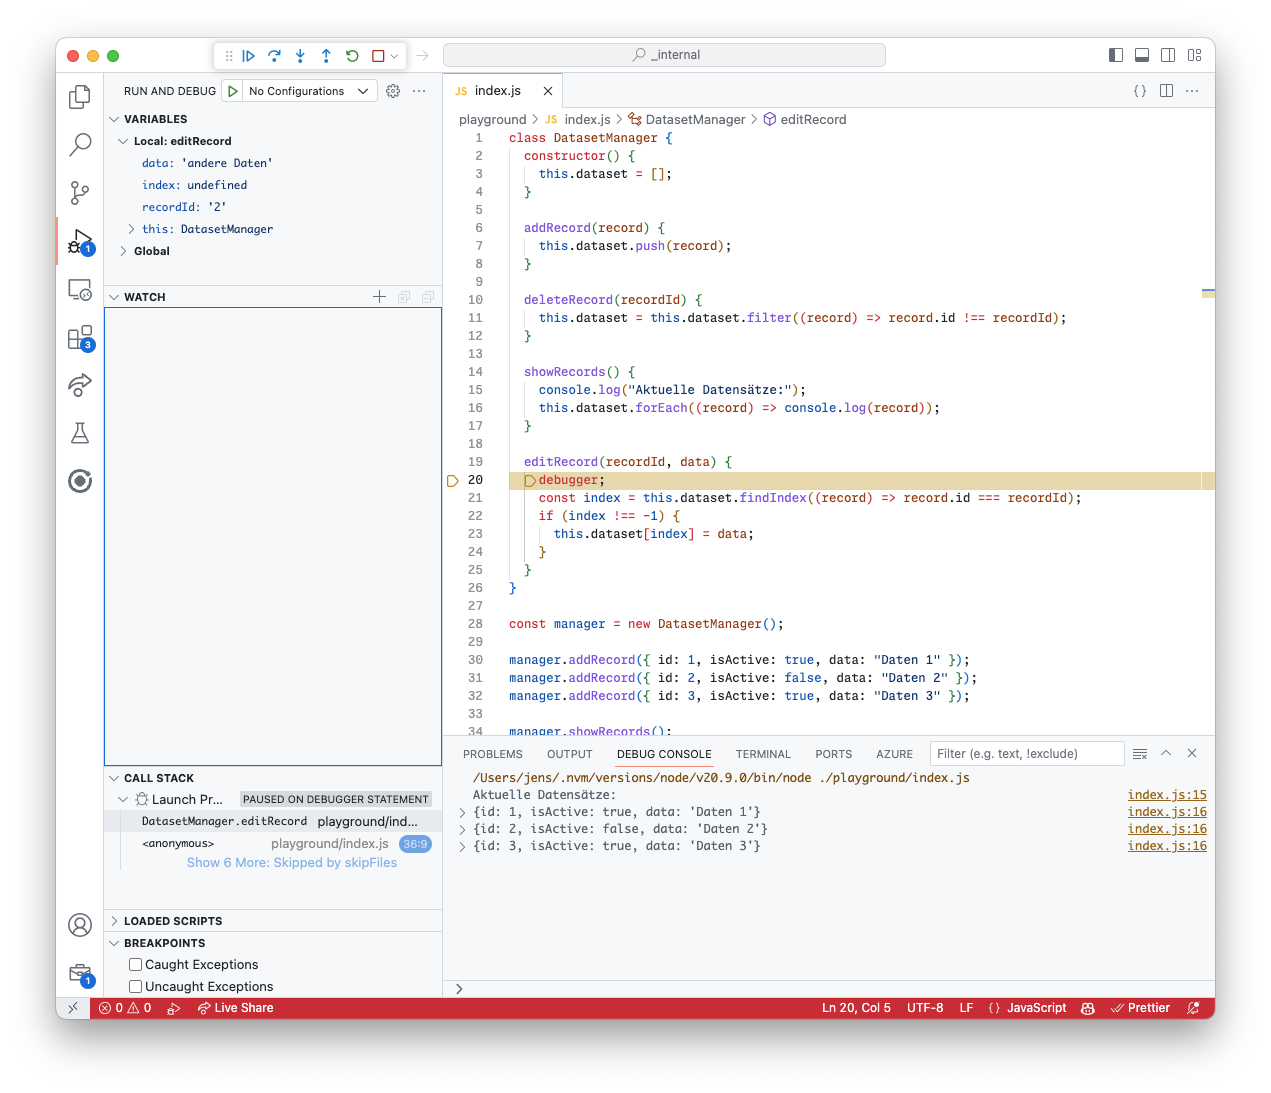 _internal
RUN AND DEBUG
No Configurations
VARIABLES
Local: editRecord
data: 'andere Daten'
index: undefined
recordId: '2'
this: DatasetManager
Global
WATCH
CALL STACK
Launch Pr...
PAUSED ON DEBUGGER STATEMENT
DatasetManager.editRecord playground/ind...
<anonymous> playground/index.js 36:9
Show 6 More: Skipped by skipFiles
LOADED SCRIPTS
BREAKPOINTS
Caught Exceptions
Uncaught Exceptions
1
3
1
JS index.js
playground > JS index.js > DatasetManager > editRecord
1 class DatasetManager {
2 constructor() {
3 this.dataset = [];
4 }
5
6 addRecord(record) {
7 this.dataset.push(record);
8 }
9
10 deleteRecord(recordId) {
11 this.dataset = this.dataset.filter((record) => record.id !== recordId);
12 }
13
14 showRecords() {
15 console.log("Aktuelle Datensätze:");
16 this.dataset.forEach((record) => console.log(record));
17 }
18
19 editRecord(recordId, data) {
20 debugger;
21 const index = this.dataset.findIndex((record) => record.id === recordId);
22 if (index !== -1) {
23 this.dataset[index] = data;
24 }
25 }
26 }
27
28 const manager = new DatasetManager();
29
30 manager.addRecord({ id: 1, isActive: true, data: "Daten 1" });
31 manager.addRecord({ id: 2, isActive: false, data: "Daten 2" });
32 manager.addRecord({ id: 3, isActive: true, data: "Daten 3" });
33
34 manager.showRecords();
PROBLEMS OUTPUT DEBUG CONSOLE TERMINAL PORTS AZURE Filter (e.g. text, !exclude)
/Users/jens/.nvm/versions/node/v20.9.0/bin/node ./playground/index.js
Aktuelle Datensätze: index.js:15
> {id: 1, isActive: true, data: 'Daten 1'} index.js:16
> {id: 2, isActive: false, data: 'Daten 2'} index.js:16
> {id: 3, isActive: true, data: 'Daten 3'} index.js:16
>
0 0 Live Share Ln 20, Col 5 UTF-8 LF {} JavaScript Prettier